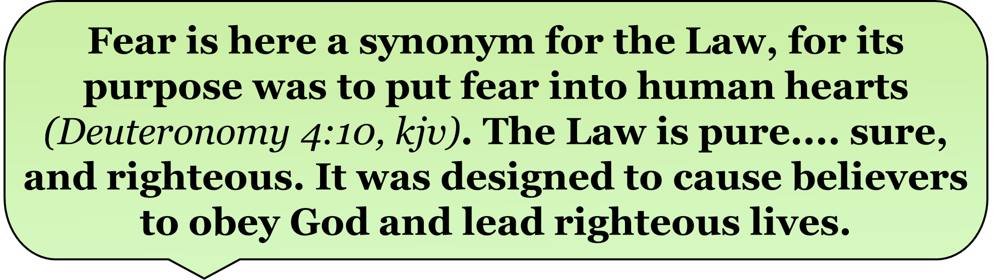 Fear is here a synonym for the Law, for its
purpose was to put fear into human hearts
(Deuteronomy 4:10, kjv). The Law is pure.... sure,
and righteous. It was designed to cause believers
to obey God and lead righteous lives.